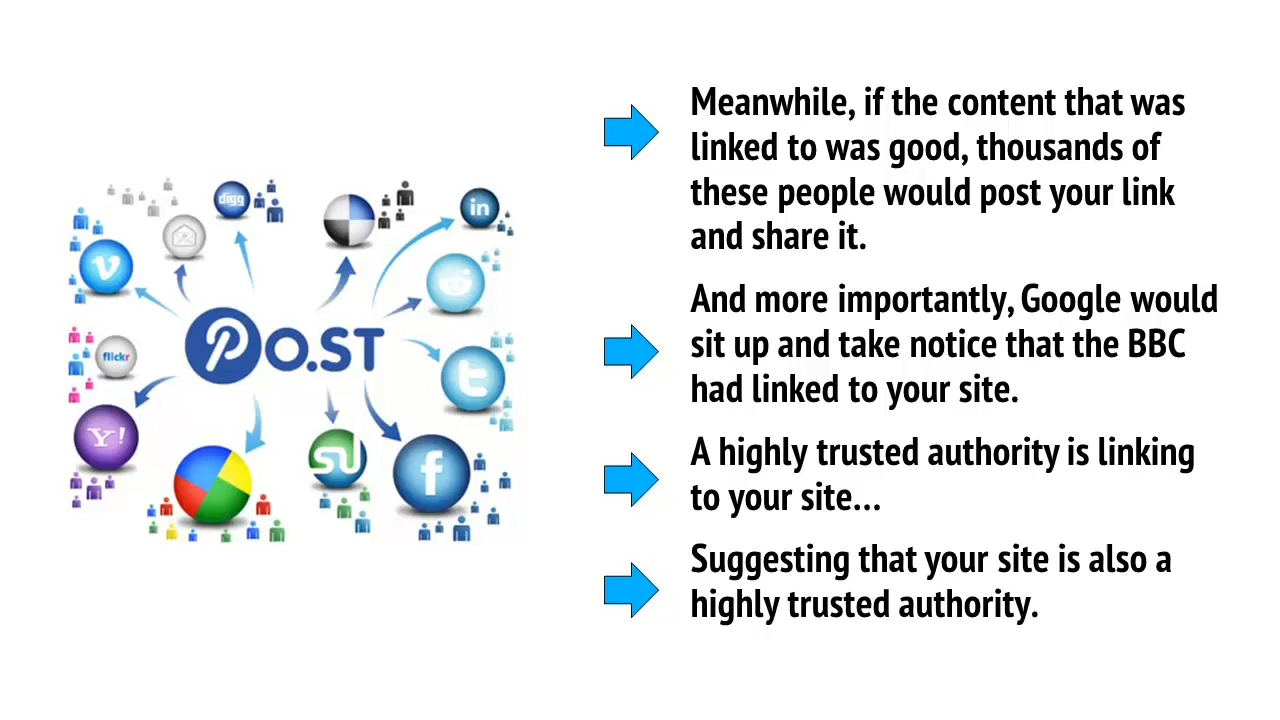 Meanwhile, if the content that was
linked to was good, thousands of
these people would post your link
and share it.
And more importantly, Google would
sit up and take notice that the BBC
had linked to your site.
A highly trusted authority is linking
to your site...
Suggesting that your site is also a
highly trusted authority.
digg
in
v
flickr
PO.ST
t
Y!
SU
f